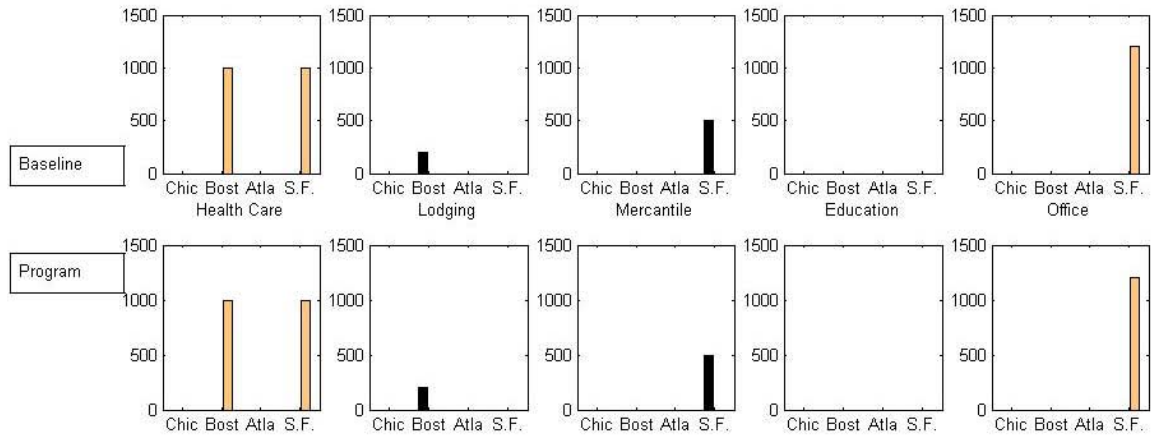 1500 1500 1500 1500 1500
1000 1000 1000 1000 1000
500 500 500 500 500
Baseline
0 0 0 0 0
Chic Bost Atla S.F. Chic Bost Atla S.F. Chic Bost Atla S.F. Chic Bost Atla S.F. Chic Bost Atla S.F.
Health Care Lodging Mercantile Education Office
1500 1500 1500 1500 1500
Program
1000 1000 1000 1000 1000
500 500 500 500 500
0 0 0 0 0
Chic Bost Atla S.F. Chic Bost Atla S.F. Chic Bost Atla S.F. Chic Bost Atla S.F. Chic Bost Atla S.F.